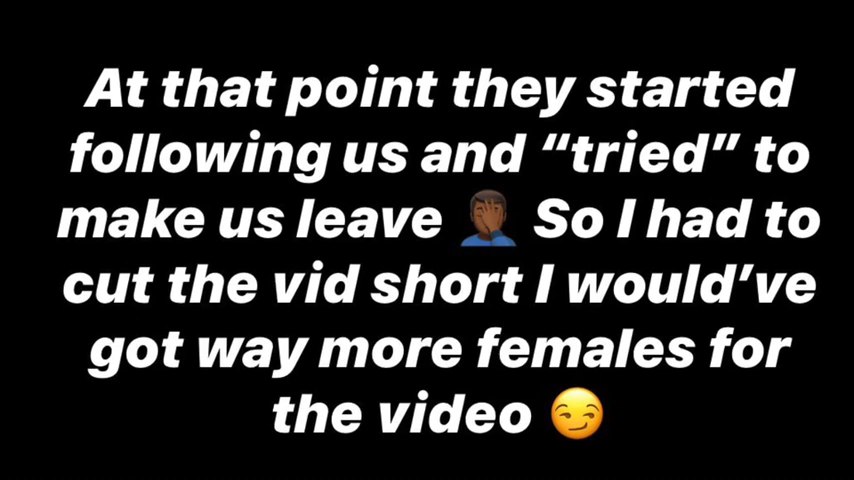 At that point they started
following us and “tried” to
make us leave 🤦🏾‍♂️ So I had to
cut the vid short I would’ve
got way more females for
the video 😏